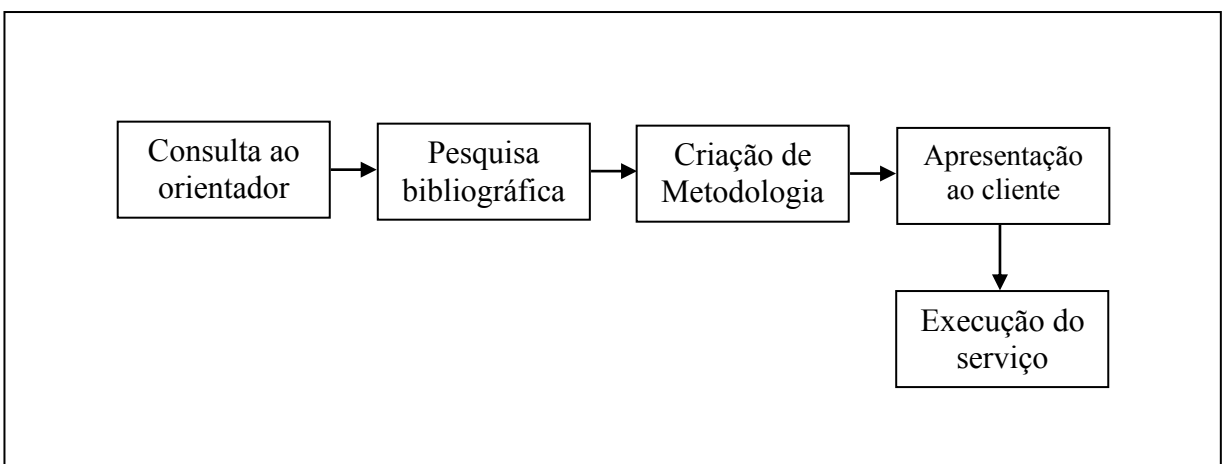 Consulta ao
orientador
Pesquisa
bibliográfica
Criação de
Metodologia
Apresentação
ao cliente
Execução do
serviço